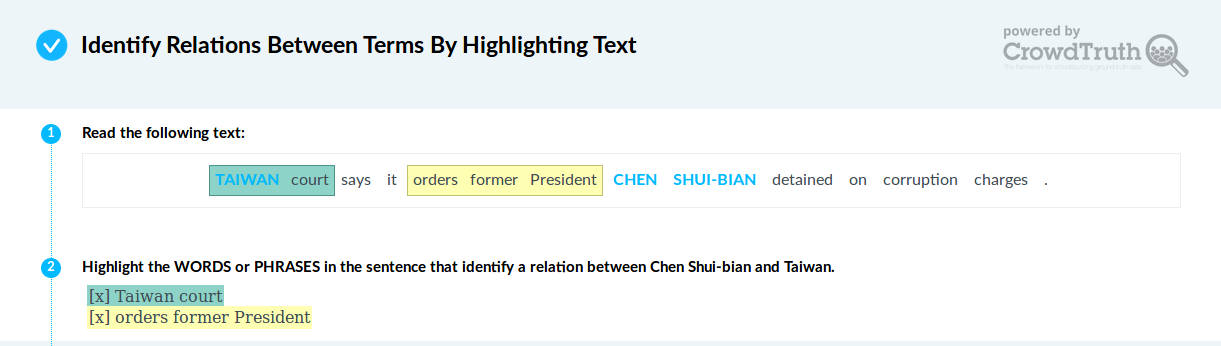 Identify Relations Between Terms By Highlighting Text
powered by
CrowdTruth
1 Read the following text:
TAIWAN court says it orders former President CHEN SHUI-BIAN detained on corruption charges .
2 Highlight the WORDS or PHRASES in the sentence that identify a relation between Chen Shui-bian and Taiwan.
[x] Taiwan court
[x] orders former President